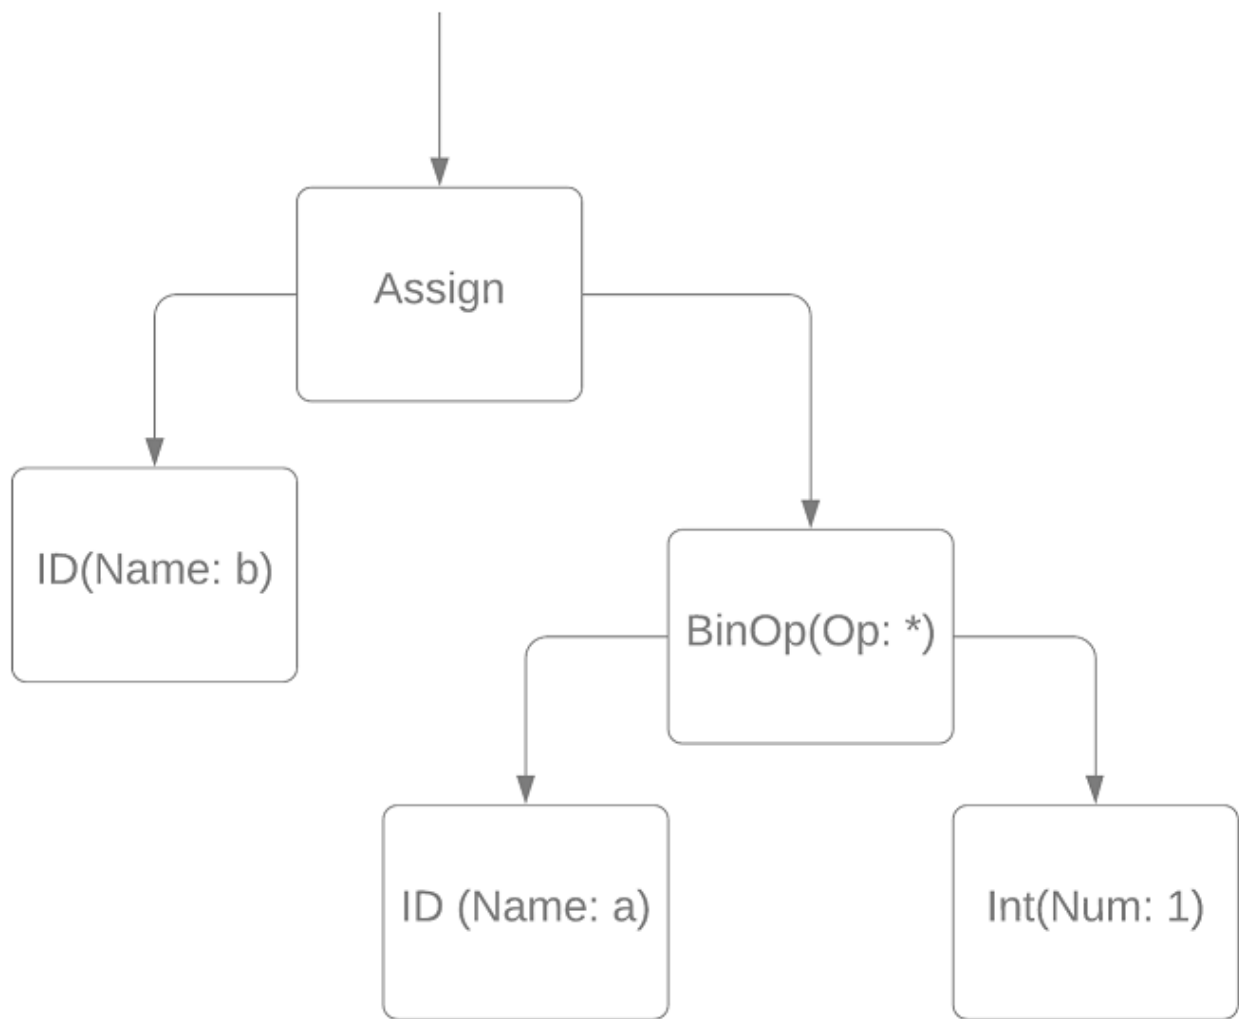 Assign
ID(Name: b)
BinOp(Op: *)
ID (Name: a)
Int(Num: 1)